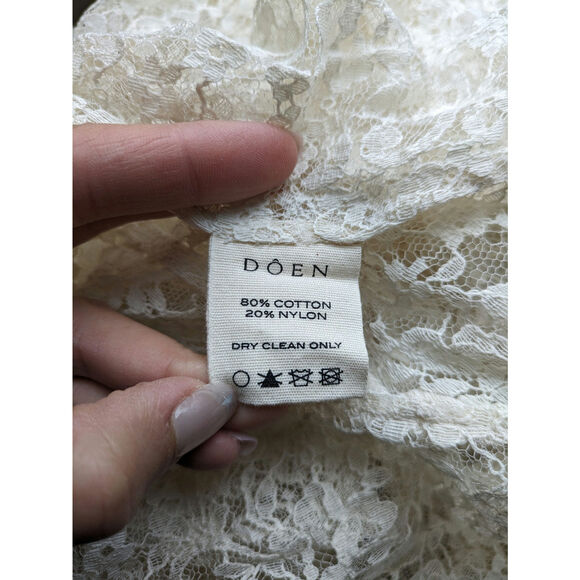 DÔEN
80% COTTON
20% NYLON
DRY CLEAN ONLY